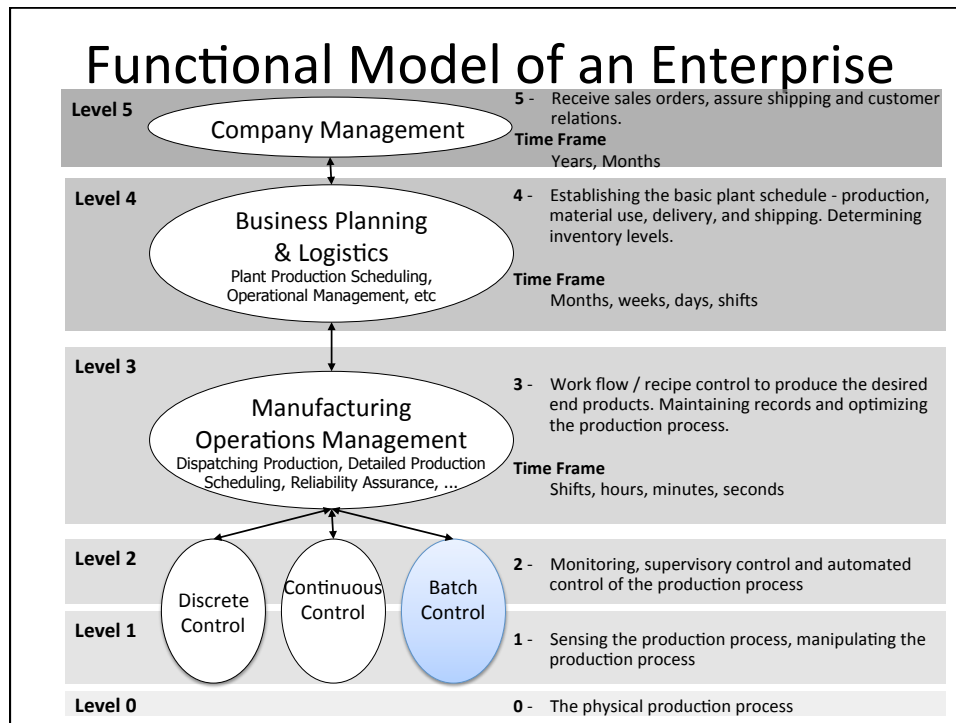 Functional Model of an Enterprise
Level 5
Company Management
5 - Receive sales orders, assure shipping and customer
relations.
Time Frame
Years, Months
Level 4
Business Planning
& Logistics
Plant Production Scheduling,
Operational Management, etc
4 - Establishing the basic plant schedule - production,
material use, delivery, and shipping. Determining
inventory levels.
Time Frame
Months, weeks, days, shifts
Level 3
Manufacturing
Operations Management
Dispatching Production, Detailed Production
Scheduling, Reliability Assurance, ...
3 - Work flow / recipe control to produce the desired
end products. Maintaining records and optimizing
the production process.
Time Frame
Shifts, hours, minutes, seconds
Level 2
Discrete
Control
Continuous
Control
Batch
Control
2 - Monitoring, supervisory control and automated
control of the production process
Level 1
1 - Sensing the production process, manipulating the
production process
Level 0
0 - The physical production process